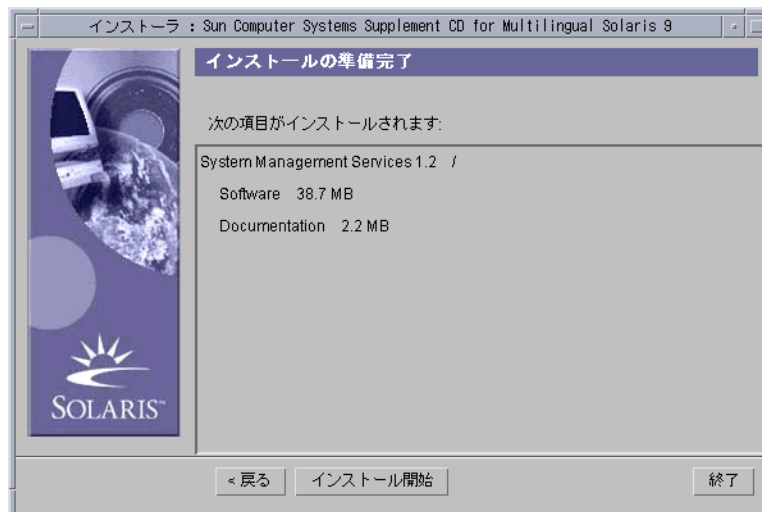 インストーラ : Sun Computer Systems Supplement CD for Multilingual Solaris 9
インストールの準備完了
次の項目がインストールされます:
System Management Services 1.2 /
Software 38.7 MB
Documentation 2.2 MB
SOLARIS™
< 戻る インストール開始 終了